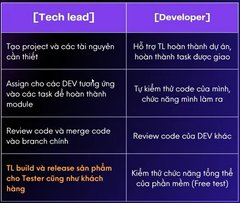 [Tech lead]
[Developer]
Tạo project và các tài nguyên
cần thiết
Hỗ trợ TL hoàn thành dự án,
hoàn thành task được giao
Assign cho các DEV tương ứng
vào các task để hoàn thành
module
Tự kiểm thử code của mình,
chức năng mình làm ra
Review code và merge code
vào branch chính
Review code của DEV khác
TL build và release sản phẩm
cho Tester cũng như khách
hàng
Kiểm thử chức năng tổng thể
của phần mềm (Free test)